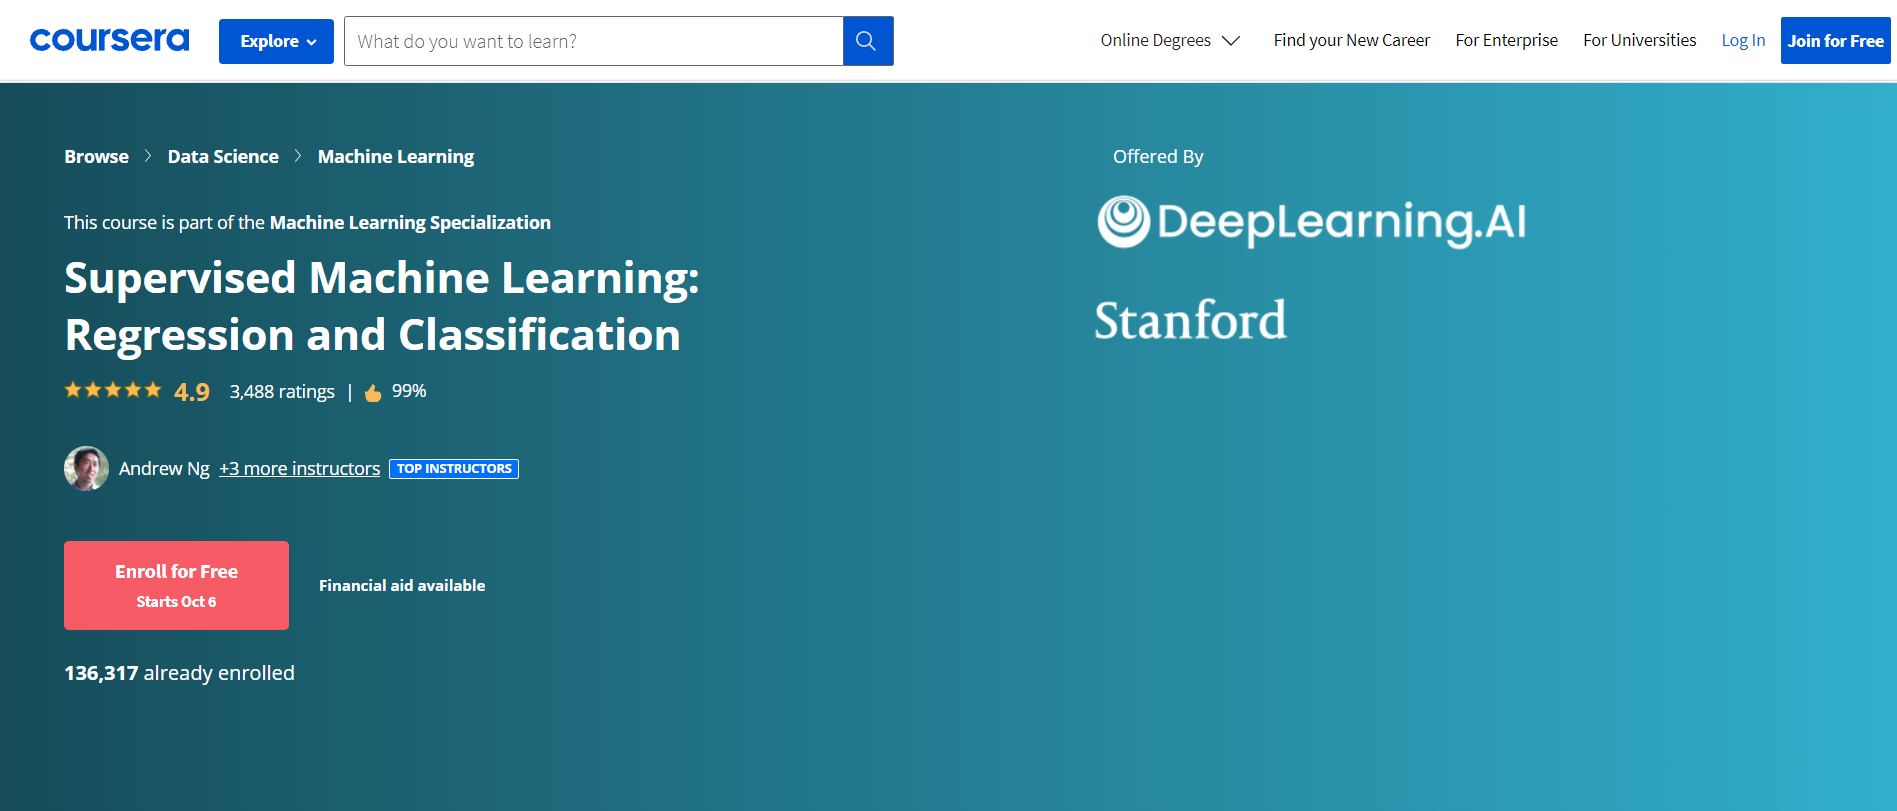 coursera
Explore
What do you want to learn?
Online Degrees
Find your New Career
For Enterprise
For Universities
Log In
Join for Free
Browse > Data Science > Machine Learning
This course is part of the Machine Learning Specialization
Supervised Machine Learning:
Regression and Classification
4.9 3,488 ratings | 99%
Andrew Ng +3 more instructors TOP INSTRUCTORS
Enroll for Free
Starts Oct 6
Financial aid available
136,317 already enrolled
Offered By
DeepLearning.AI
Stanford